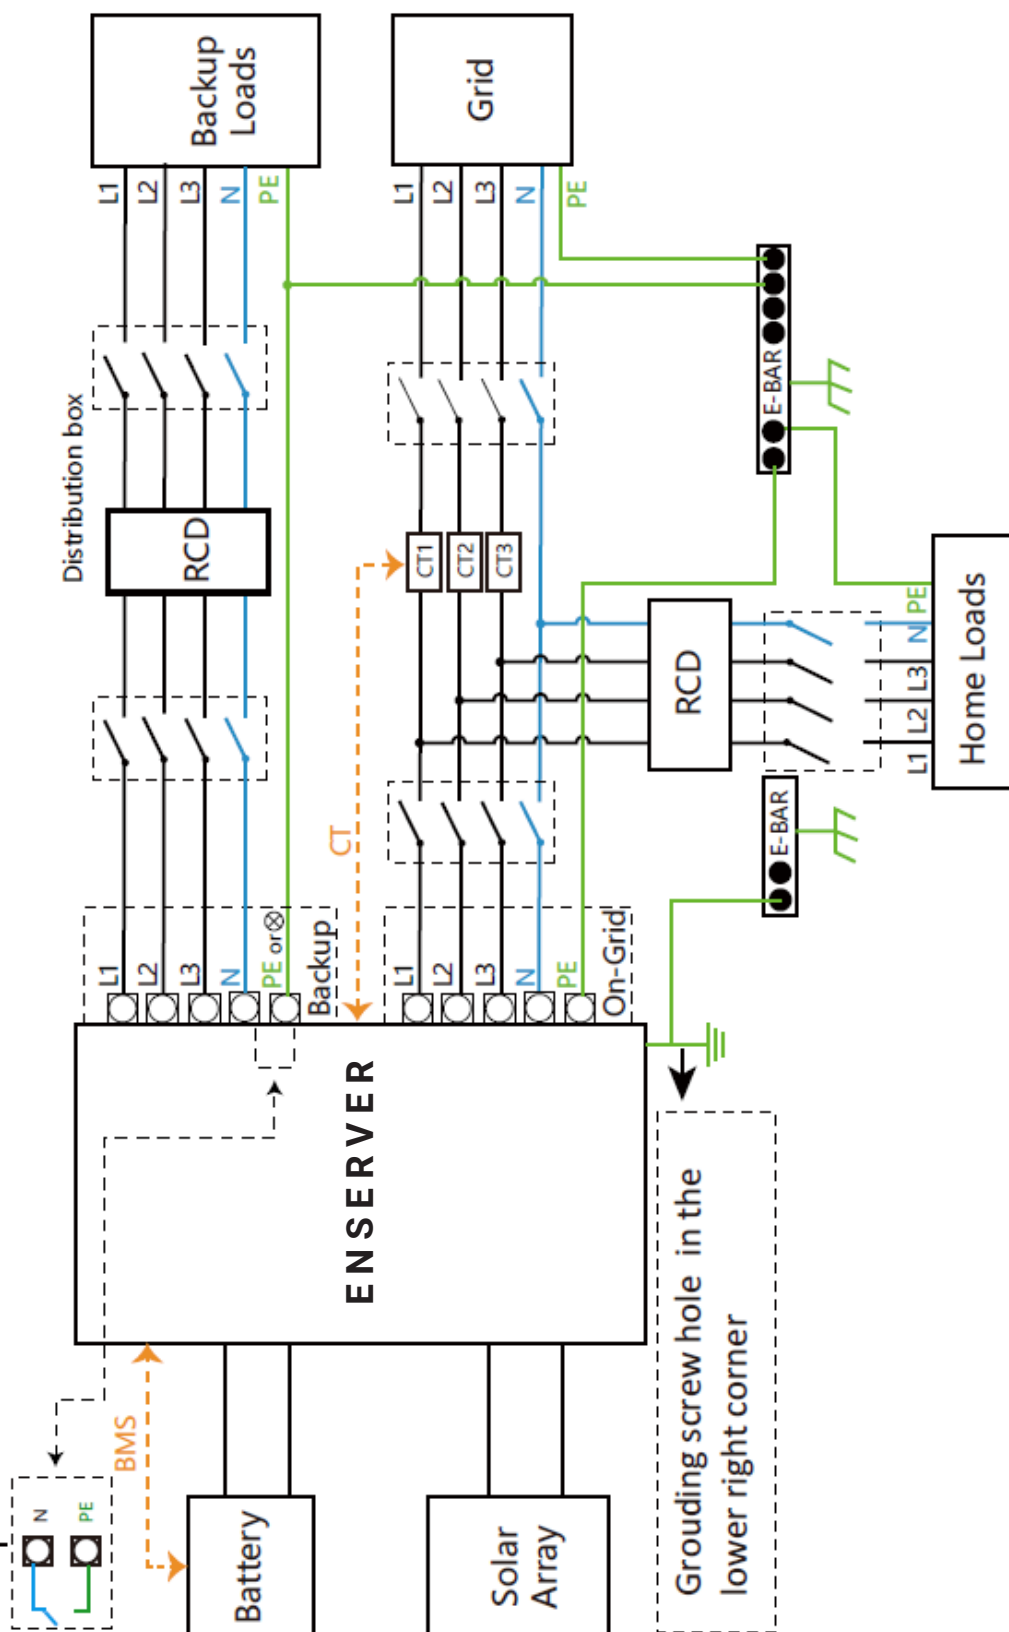 N
PE
BMS
Battery
Solar
Array
ENSERVER
Grouding screw hole in the
lower right corner
L1
L2
L3
N
PE or⊗
Backup
L1
L2
L3
N
PE
On-Grid
CT
Distribution box
RCD
CT1
CT2
CT3
RCD
E-BAR
E-BAR
L1
L2
L3
N
PE
Home Loads
L1
L2
L3
N
PE
Backup
Loads
L1
L2
L3
N
PE
Grid